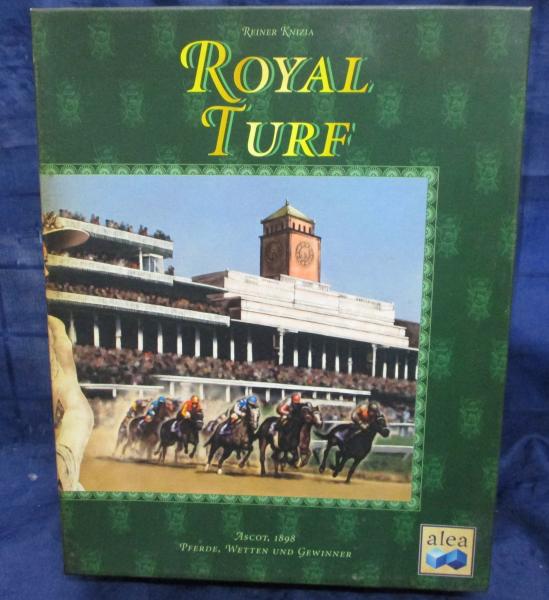 REINER KNIZIA
ROYAL
TURF
ASCOT, 1898
PFERDE, WETTEN UND GEWINNER
alea